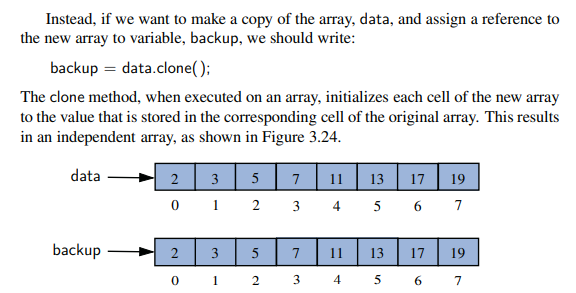 Instead, if we want to make a copy of the array, data, and assign a reference to
the new array to variable, backup, we should write:
backup = data.clone();
The clone method, when executed on an array, initializes each cell of the new array
to the value that is stored in the corresponding cell of the original array. This results
in an independent array, as shown in Figure 3.24.
data 2 3 5 7 11 13 17 19
0 1 2 3 4 5 6 7
backup 2 3 5 7 11 13 17 19
0 1 2 3 4 5 6 7